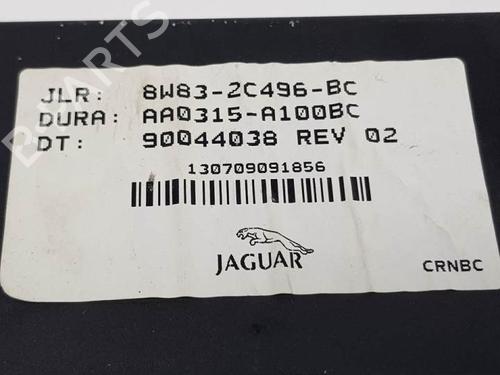 JLR: 8W83-2C496-BC
DURA: AA0315-A100BC
DT: 90044038 REV 02
130709091856
JAGUAR
CRNBC